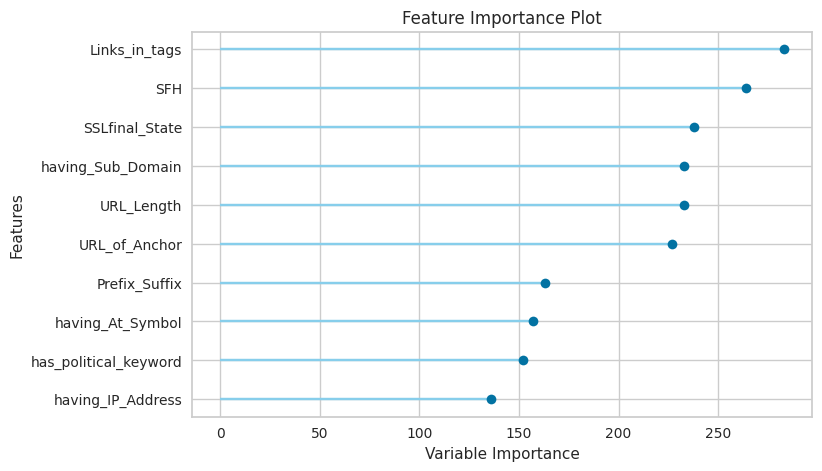 Feature Importance Plot
Links_in_tags
SFH
SSLfinal_State
having_Sub_Domain
URL_Length
URL_of_Anchor
Prefix_Suffix
having_At_Symbol
has_political_keyword
having_IP_Address
Features
0 50 100 150 200 250
Variable Importance